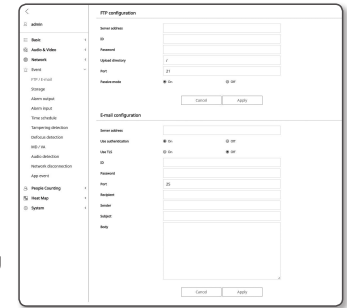 admin
Basic
Audio & Video
Network
Event
FTP / E-mail
Storage
Alarm output
Alarm input
Time schedule
Tampering detection
Defocus detection
MD / VA
Audio detection
Network disconnection
App event
People Counting
Heat Map
System
FTP configuration
Server address
ID
Password
Upload directory /
Port 21
Passive mode On Off
Cancel Apply
E-mail configuration
Server address
Use authentication On Off
Use TLS On Off
ID
Password
Port 25
Recipient
Sender
Subject
Body
Cancel Apply